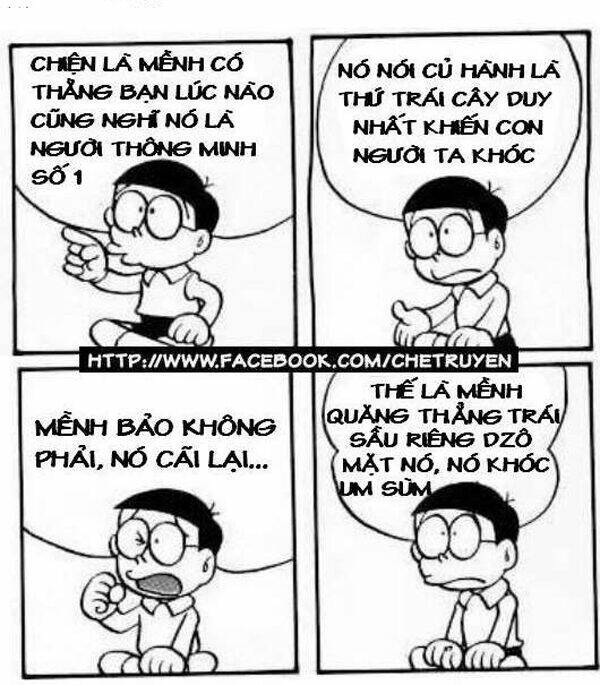 CHIỆN LÀ MỀNH CÓ
THẰNG BẠN LÚC NÀO
CŨNG NGHĨ NÓ LÀ
NGƯỜI THÔNG MINH
SỐ 1
NÓ NÓI CỦ HÀNH LÀ
THỨ TRÁI CÂY DUY
NHẤT KHIẾN CON
NGƯỜI TA KHÓC
HTTP://WWW.FACEBOOK.COM/CHETRUYEN
MỀNH BẢO KHÔNG
PHẢI, NÓ CÃI LẠI...
THẾ LÀ MỀNH
QUĂNG THẲNG TRÁI
SẦU RIÊNG DZÔ
MẶT NÓ, NÓ KHÓC
UM SÙM